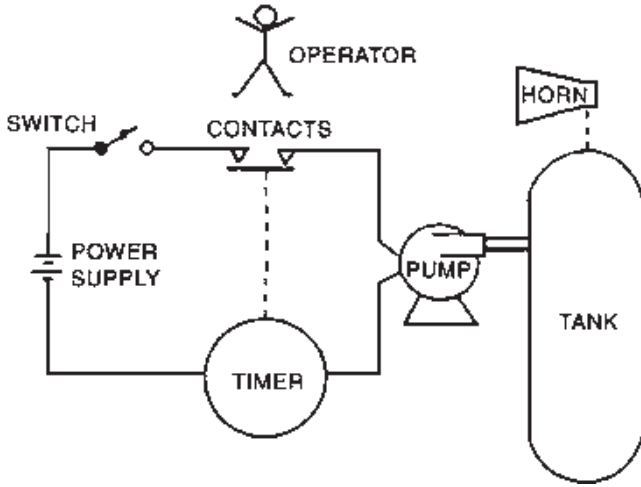 OPERATOR
HORN
SWITCH
CONTACTS
POWER
SUPPLY
PUMP
TANK
TIMER